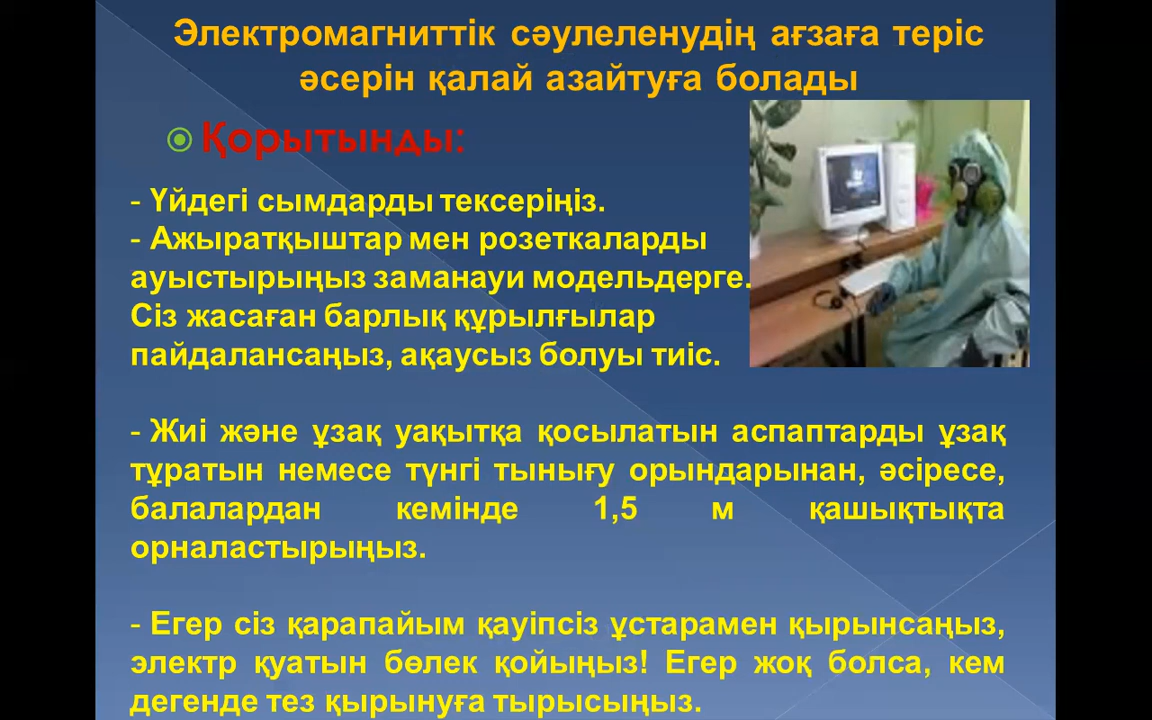 Электромагниттік сәулеленудің ағзаға теріс
әсерін қалай азайтуға болады
Қорытынды:
- Үйдегі сымдарды тексеріңіз.
- Ажыратқыштар мен розеткаларды
ауыстырыңыз заманауи модельдерге.
Сіз жасаған барлық құрылғылар
пайдалансаңыз, ақаусыз болуы тиіс.
- Жиі және ұзақ уақытқа қосылатын аспаптарды ұзақ
тұратын немесе түнгі тынығу орындарынан, әсіресе,
балалардан кемінде 1,5 м қашықтықта
орналастырыңыз.
- Егер сіз қарапайым қауіпсіз ұстарамен қырынсаңыз,
электр қуатын бөлек қойыңыз! Егер жоқ болса, кем
дегенде тез қырынуға тырысыңыз.